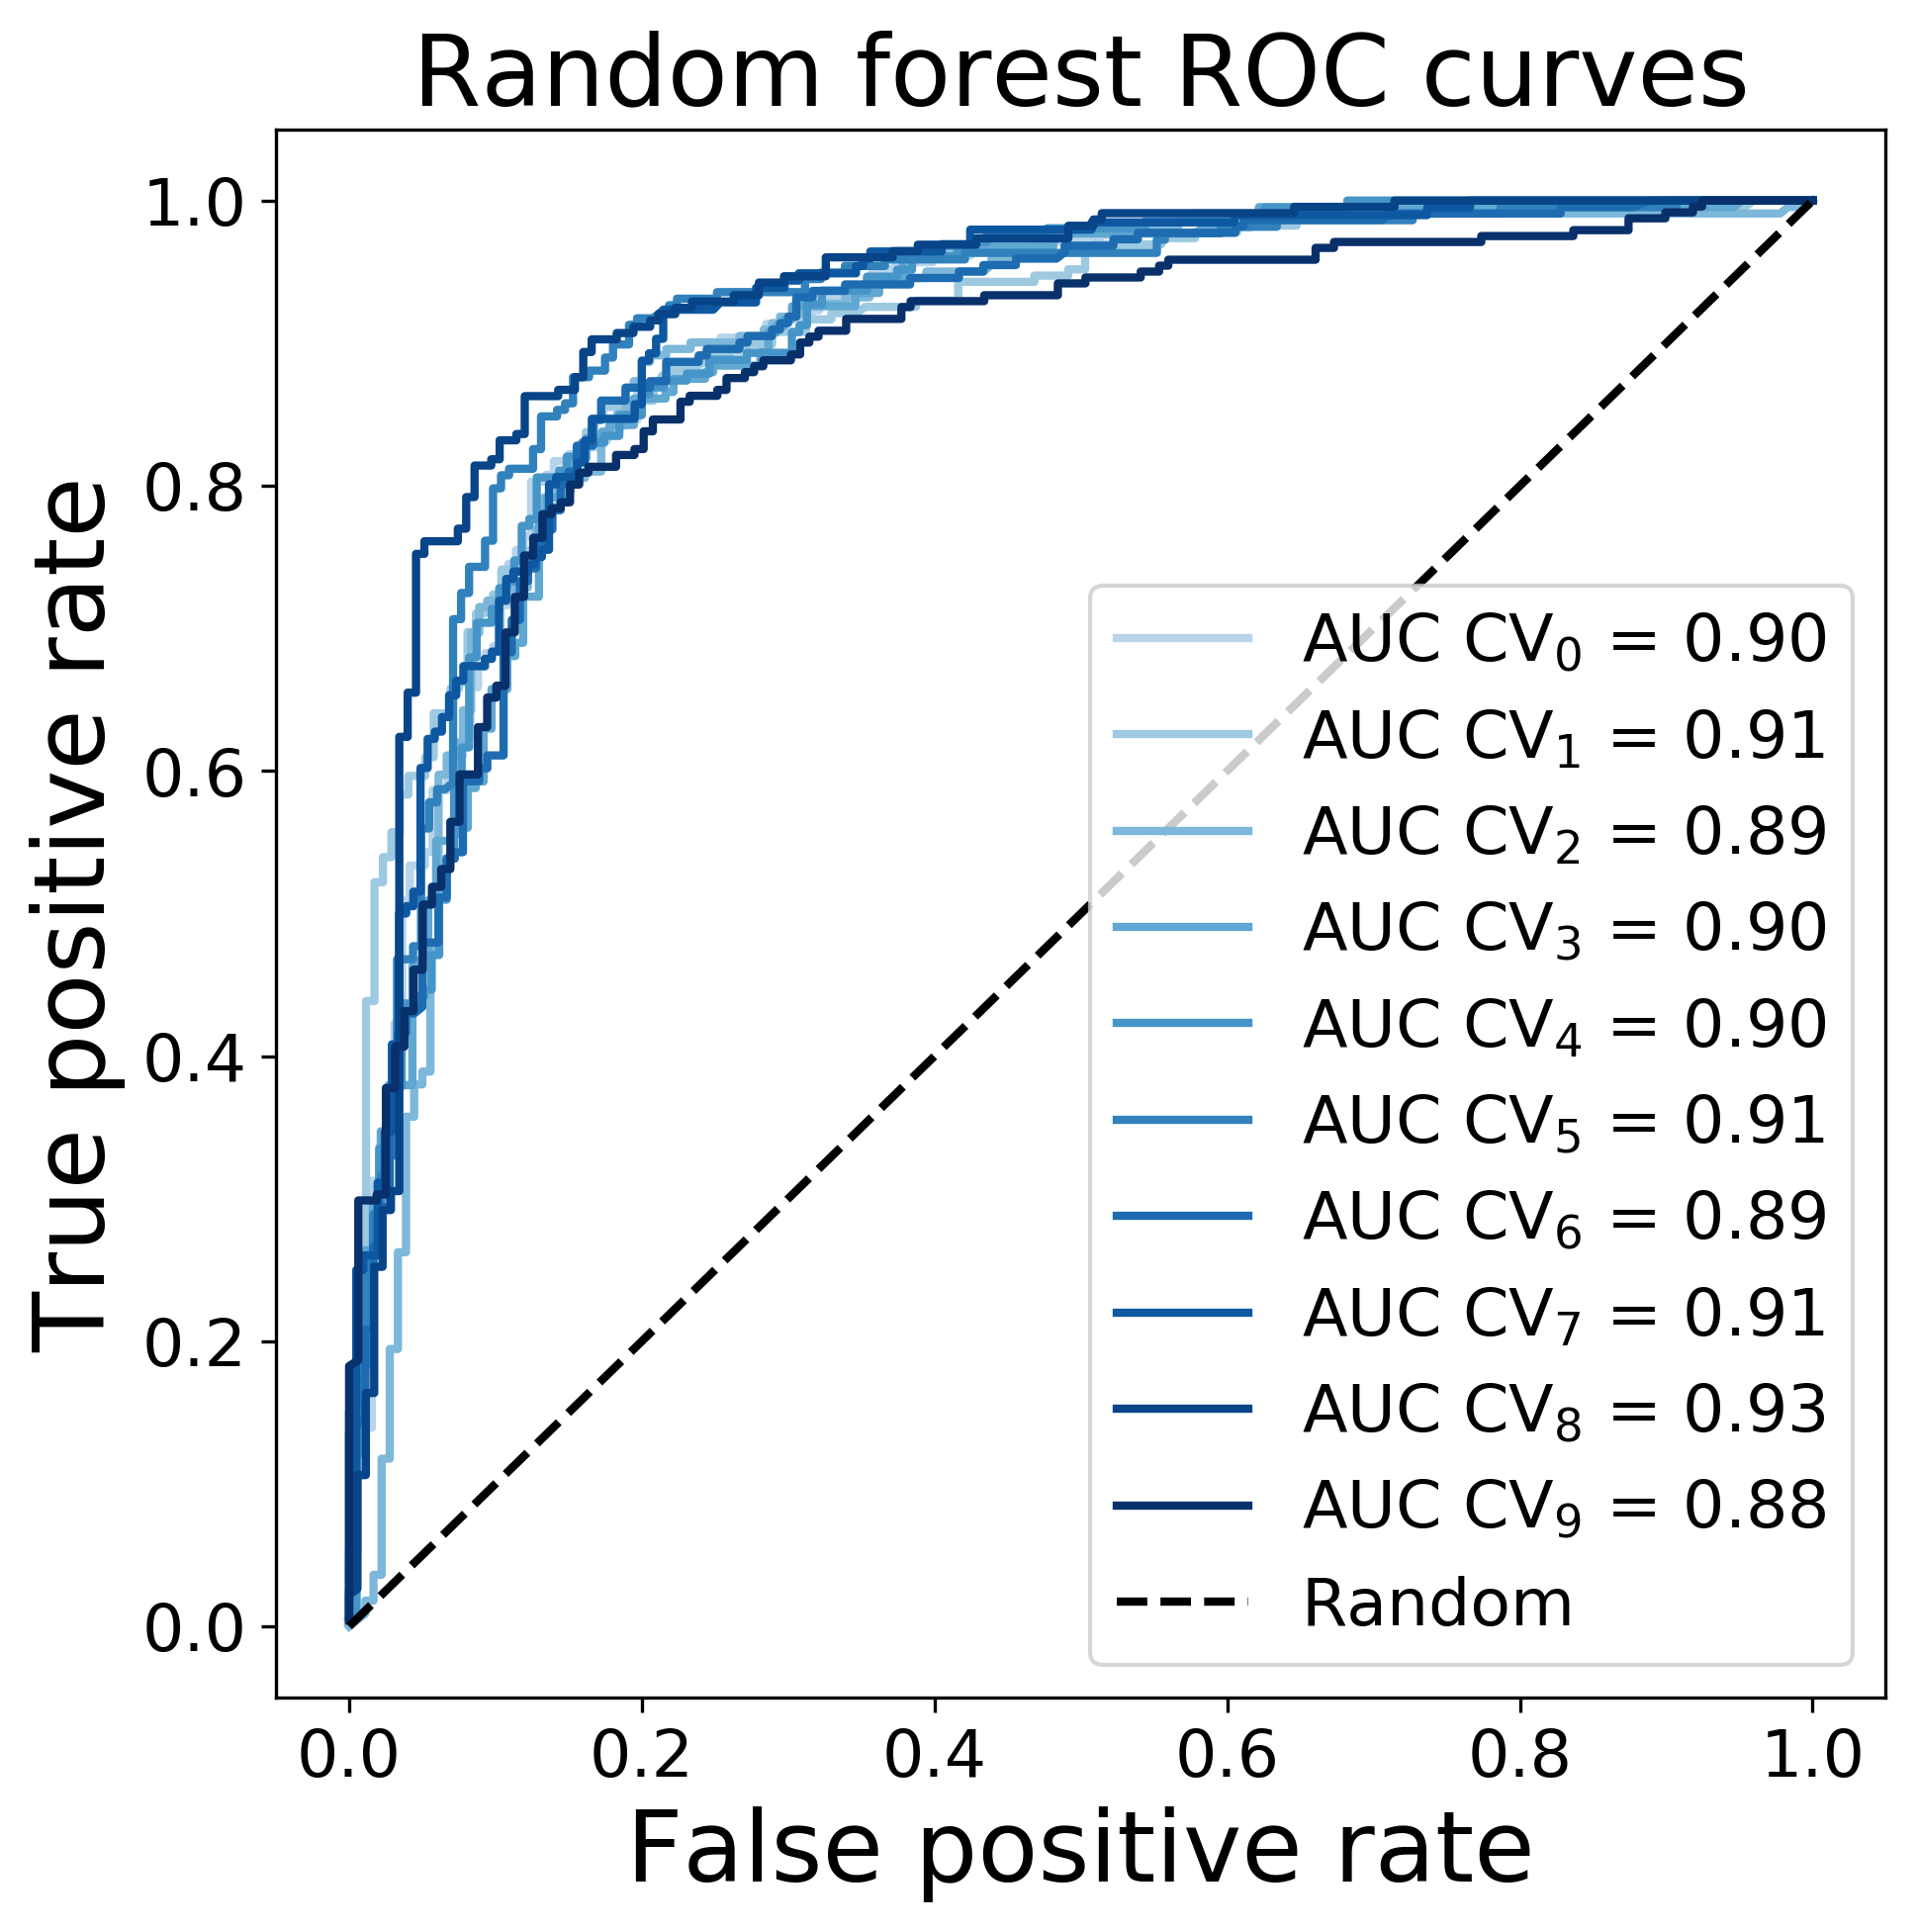 Random forest ROC curves
True positive rate
1.0
0.8
0.6
0.4
0.2
0.0
AUC CV₀ = 0.90
AUC CV₁ = 0.91
AUC CV₂ = 0.89
AUC CV₃ = 0.90
AUC CV₄ = 0.90
AUC CV₅ = 0.91
AUC CV₆ = 0.89
AUC CV₇ = 0.91
AUC CV₈ = 0.93
AUC CV₉ = 0.88
Random
0.0 0.2 0.4 0.6 0.8 1.0
False positive rate